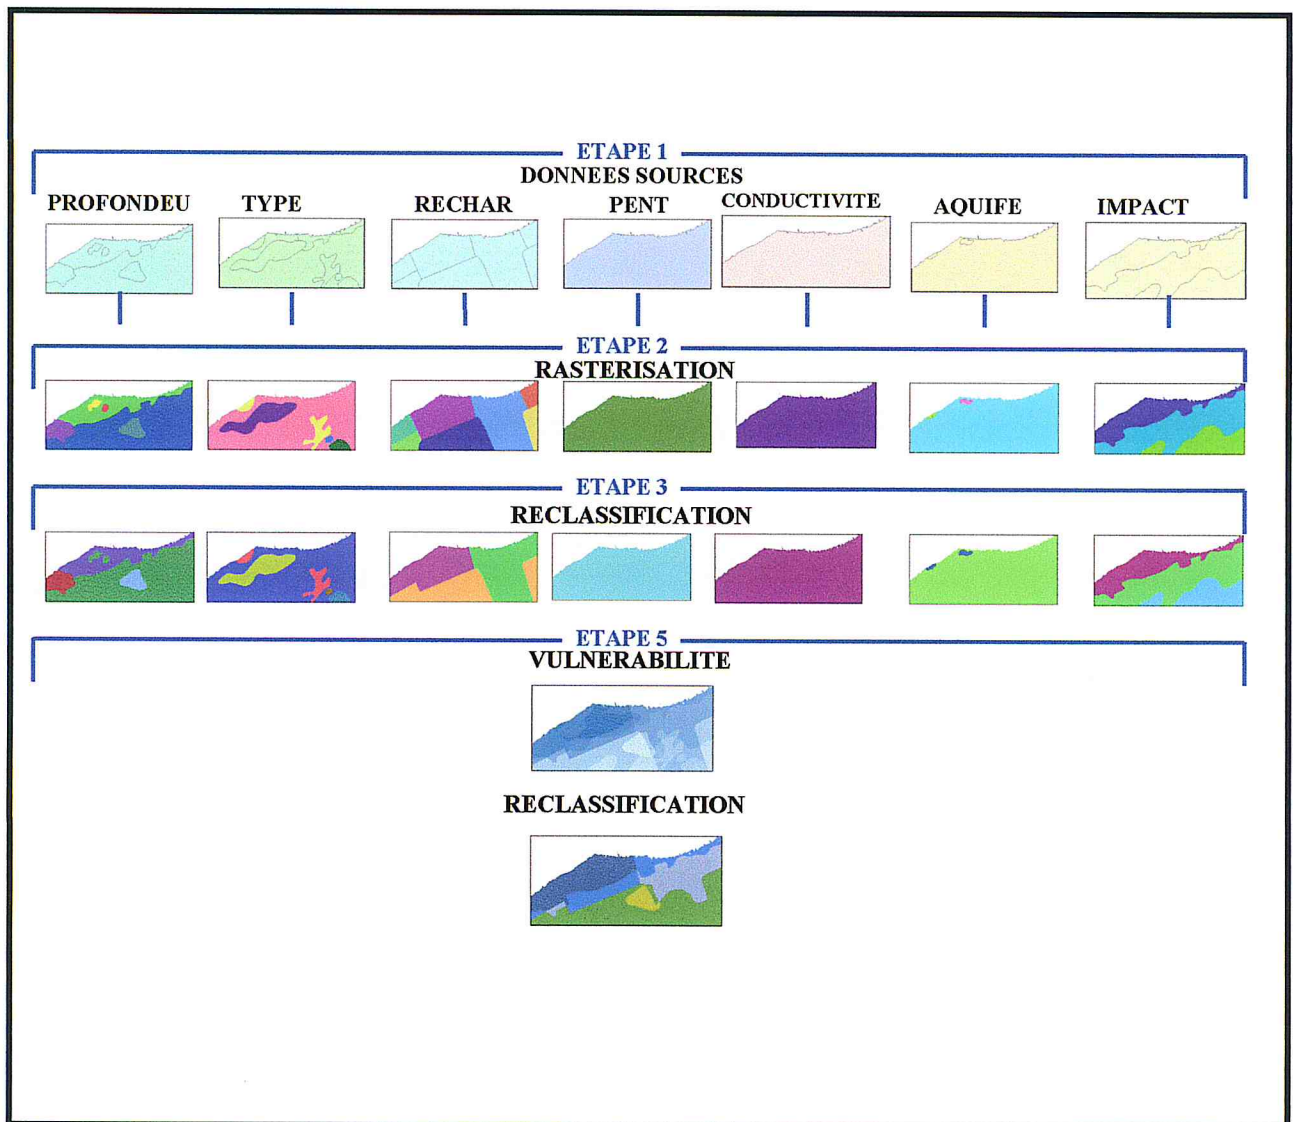 ETAPE 1
DONNEES SOURCES
PROFONDEU TYPE RECHAR PENT CONDUCTIVITE AQUIFE IMPACT
ETAPE 2
RASTERISATION
ETAPE 3
RECLASSIFICATION
ETAPE 5
VULNERABILITE
RECLASSIFICATION